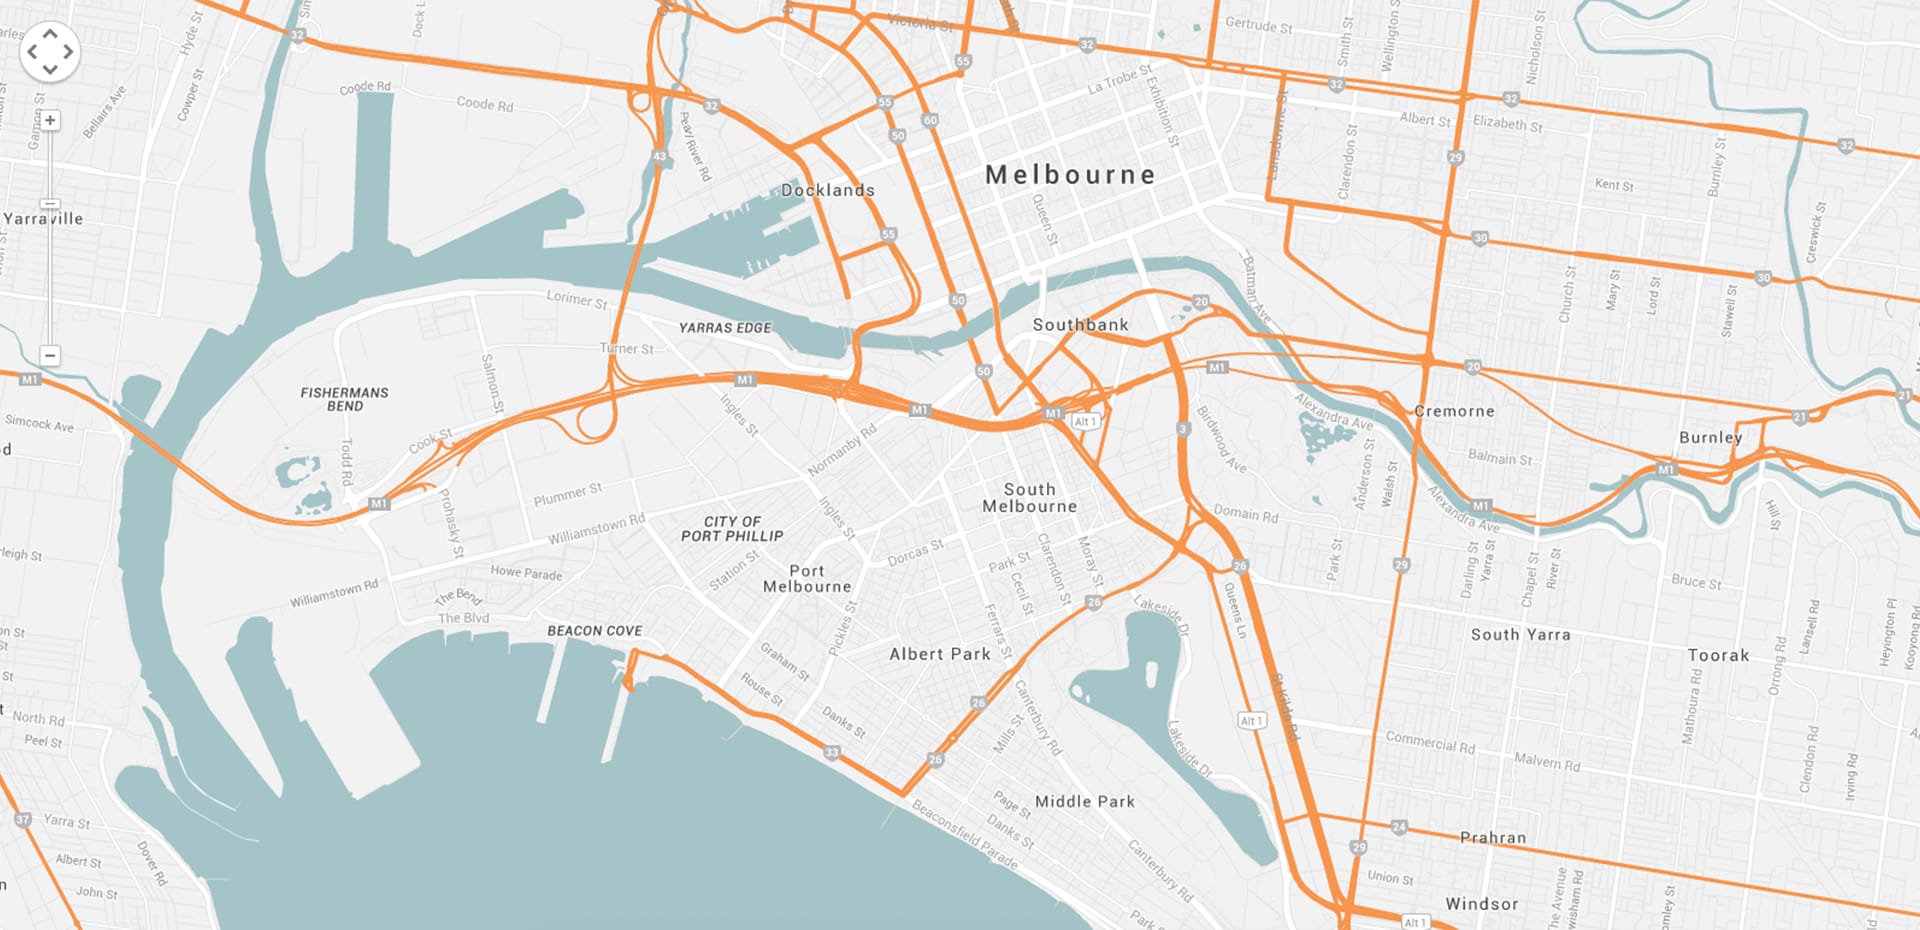 Hyde St
32
Victoria St
32
Gertrude St
Smith St
Nicholson St
Coode Rd
Coode Rd
Cowper St
Bellairs Ave
Gamon St
32
55
La Trobe St
Exhibition St
32
32
55
60
50
Albert St
Elizabeth St
Lansdowne St
Clarendon St
29
32
Burnley St
43
Pearl River Rd
Docklands
Melbourne
Kent St
Yarraville
Queen St
55
30
30
Creswick St
Lorimer St
YARRAS EDGE
50
Southbank
20
Batman Ave
Church St
Mary St
Lord St
Stawell St
Turner St
M1
Salmon St
FISHERMANS
BEND
M1
50
M1
20
21
21
Simcock Ave
Cook St
Todd Rd
Ingles St
Normanby Rd
M1
M1
Alt 1
3
Birdwood Ave
Alexandra Ave
Cremorne
Burnley
Anderson St
Walsh St
Balmain St
M1
M1
Plummer St
Prohasky St
Williamstown Rd
Ingles St
CITY OF
PORT PHILLIP
South
Melbourne
Domain Rd
Alexandra Ave
M1
Hill St
Howe Parade
Station St
Port
Melbourne
Dorcas St
Park St
Clarendon St
Moray St
Cecil St
26
29
Park St
Darling St
Yarra St
Chapel St
River St
Bruce St
Williamstown Rd
The Bend
The Blvd
BEACON COVE
Pickles St
Ferrars St
26
Lakeside Dr
Queens Ln
South Yarra
Toorak
Lansell Rd
Heyington Pl
Kooyong Rd
Orrong Rd
Mathoura Rd
Albert Park
Graham St
Rouse St
Danks St
26
Canterbury Rd
Mills St
St Kilda Rd
Alt 1
Lakeside Dr
North Rd
Peel St
33
26
Commercial Rd
Malvern Rd
Clendon Rd
Irving Rd
37
Yarra St
Middle Park
Page St
Danks St
Beaconsfield Parade
Canterbury Rd
24
Prahran
29
Albert St
John St
Dover Rd
Union St
Windsor
The Avenue
Alt 1